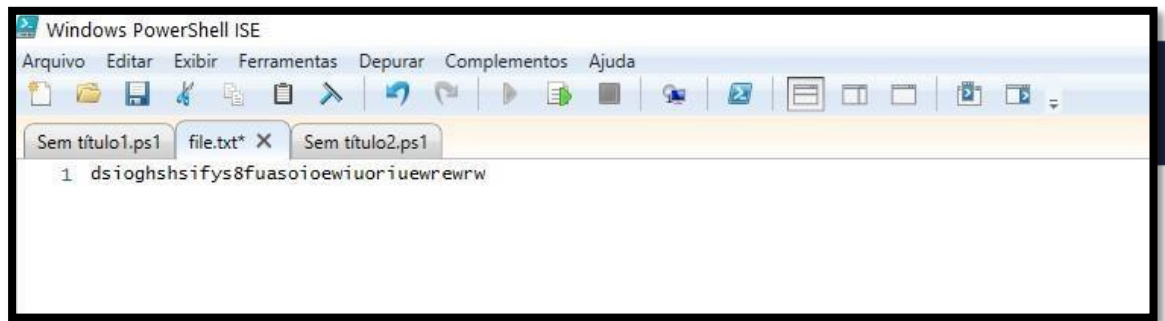 Windows PowerShell ISE
Arquivo Editar Exibir Ferramentas Depurar Complementos Ajuda
Sem título1.ps1 file.txt* X Sem título2.ps1
1 dsioghshsifys8fuasoioewiuoriuewrewrw